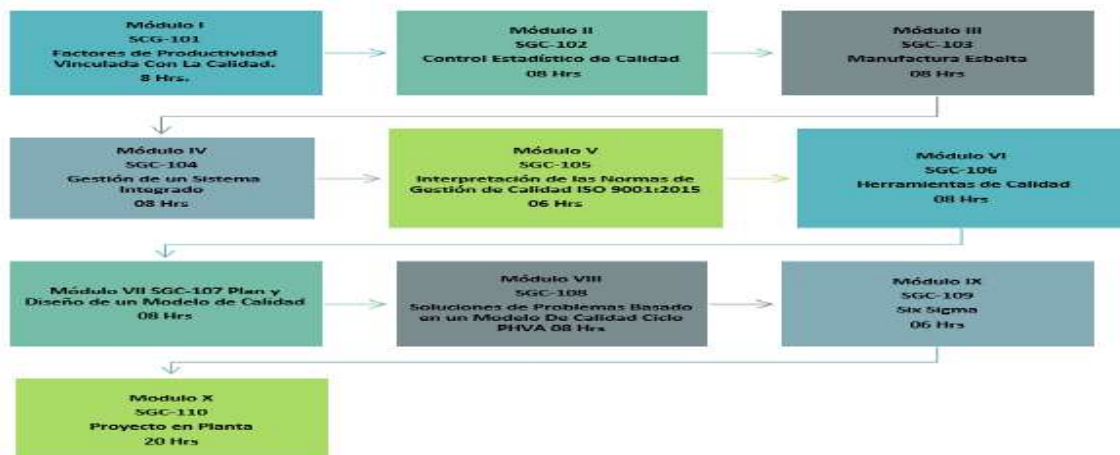 Módulo I
SCG-101
Factores de Productividad
Vinculada Con La Calidad.
8 Hrs.
Módulo II
SGC-102
Control Estadístico de Calidad
08 Hrs
Módulo III
SGC-103
Manufactura Esbelta
08 Hrs
Módulo IV
SGC-104
Gestión de un Sistema
Integrado
08 Hrs
Módulo V
SGC-105
Interpretación de las Normas de
Gestión de Calidad ISO 9001:2015
06 Hrs
Módulo VI
SGC-106
Herramientas de Calidad
08 Hrs
Módulo VII SGC-107 Plan y
Diseño de un Modelo de Calidad
08 Hrs
Módulo VIII
SGC-108
Soluciones de Problemas Basado
en un Modelo De Calidad Ciclo
PHVA 08 Hrs
Módulo IX
SGC-109
Six Sigma
06 Hrs
Modulo X
SGC-110
Proyecto en Planta
20 Hrs